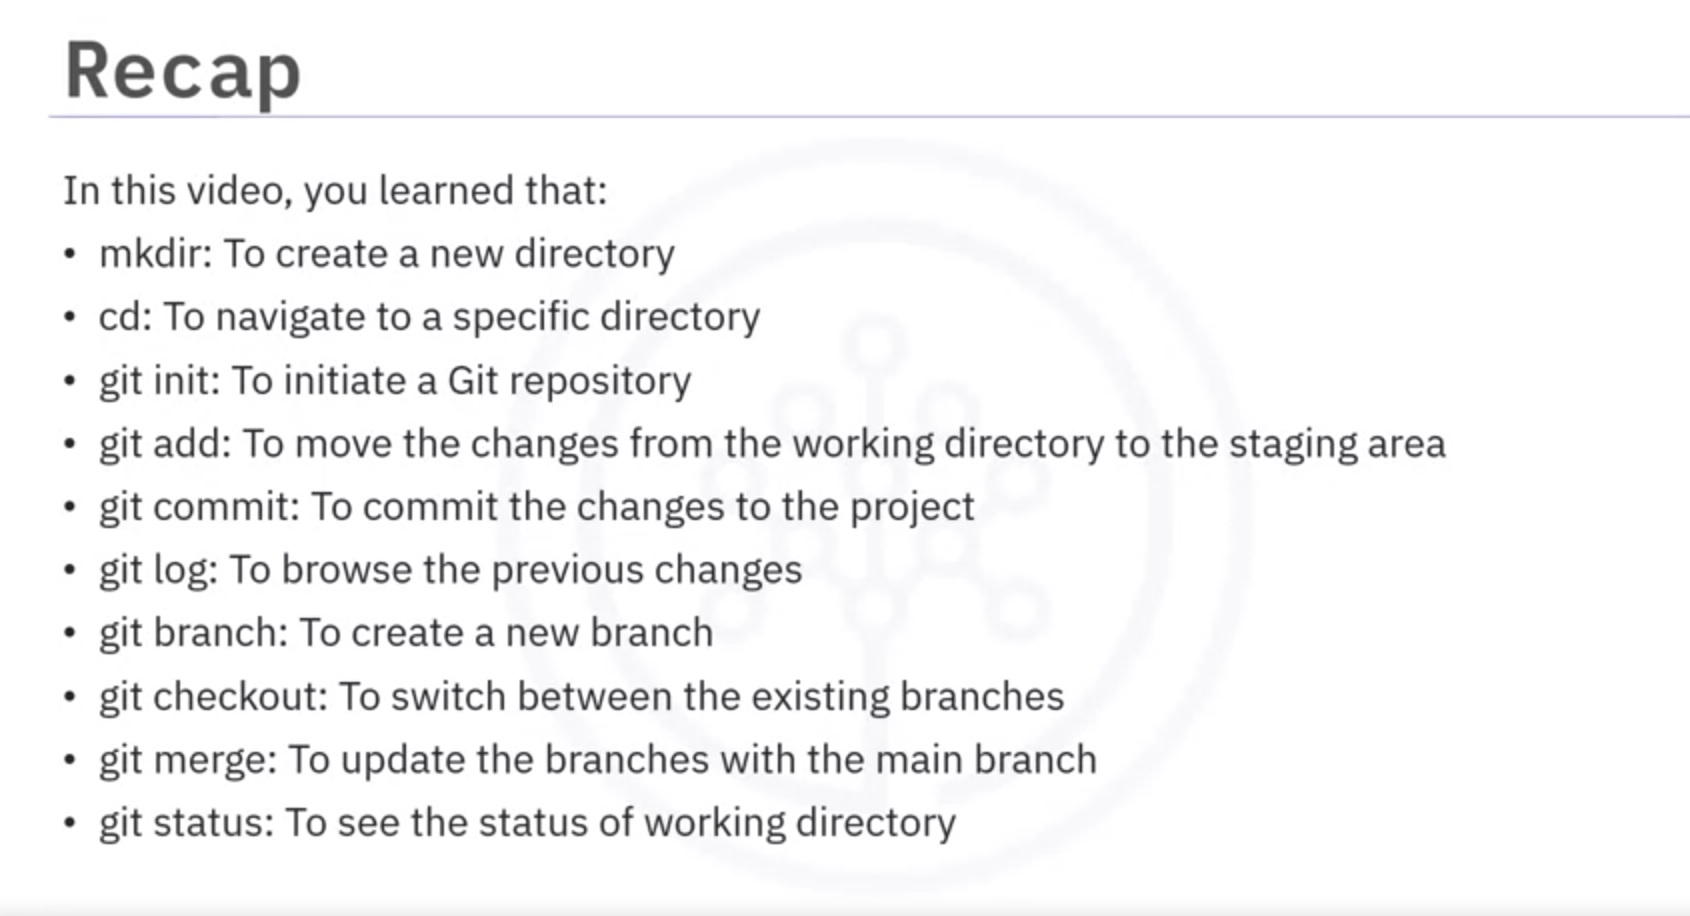 Recap
In this video, you learned that:
• mkdir: To create a new directory
• cd: To navigate to a specific directory
• git init: To initiate a Git repository
• git add: To move the changes from the working directory to the staging area
• git commit: To commit the changes to the project
• git log: To browse the previous changes
• git branch: To create a new branch
• git checkout: To switch between the existing branches
• git merge: To update the branches with the main branch
• git status: To see the status of working directory